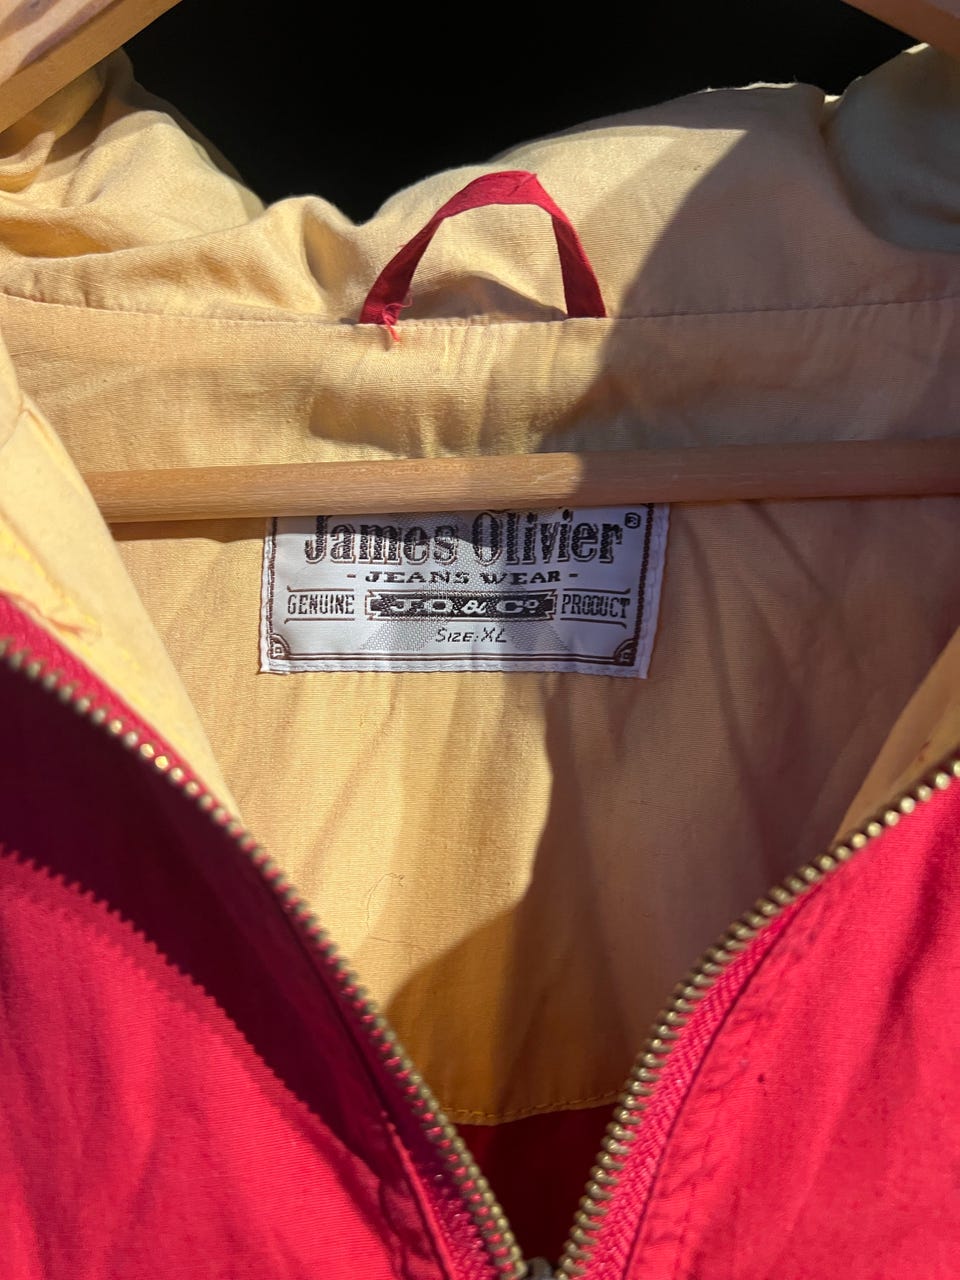 James Olivier®
- JEANS WEAR -
GENUINE J.O & Cº PRODUCT
SIZE: XL